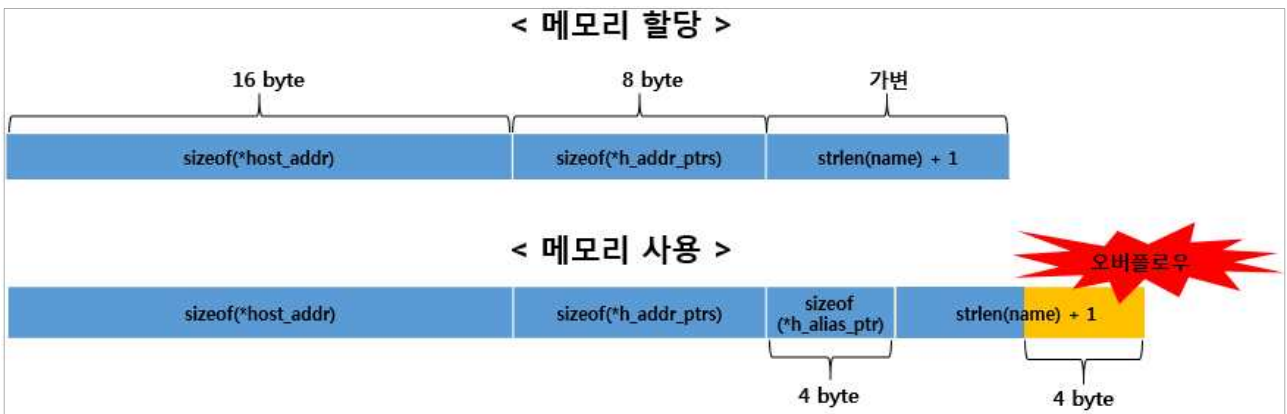 < 메모리 할당 >
16 byte
8 byte
가변
sizeof(*host_addr)
sizeof(*h_addr_ptrs)
strlen(name) + 1
< 메모리 사용 >
오버플로우
sizeof(*host_addr)
sizeof(*h_addr_ptrs)
sizeof
(*h_alias_ptr)
strlen(name) + 1
4 byte
4 byte